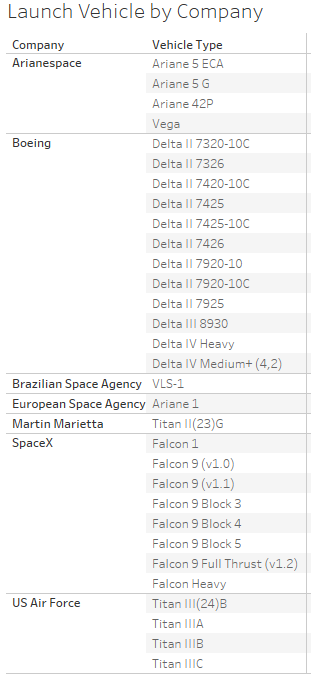 Launch Vehicle by Company
Company Vehicle Type
Arianespace Ariane 5 ECA
Ariane 5 G
Ariane 42P
Vega
Boeing Delta II 7320-10C
Delta II 7326
Delta II 7420-10C
Delta II 7425
Delta II 7425-10C
Delta II 7426
Delta II 7920-10
Delta II 7920-10C
Delta II 7925
Delta III 8930
Delta IV Heavy
Delta IV Medium+ (4,2)
Brazilian Space Agency VLS-1
European Space Agency Ariane 1
Martin Marietta Titan II(23)G
SpaceX Falcon 1
Falcon 9 (v1.0)
Falcon 9 (v1.1)
Falcon 9 Block 3
Falcon 9 Block 4
Falcon 9 Block 5
Falcon 9 Full Thrust (v1.2)
Falcon Heavy
US Air Force Titan III(24)B
Titan IIIA
Titan IIIB
Titan IIIC